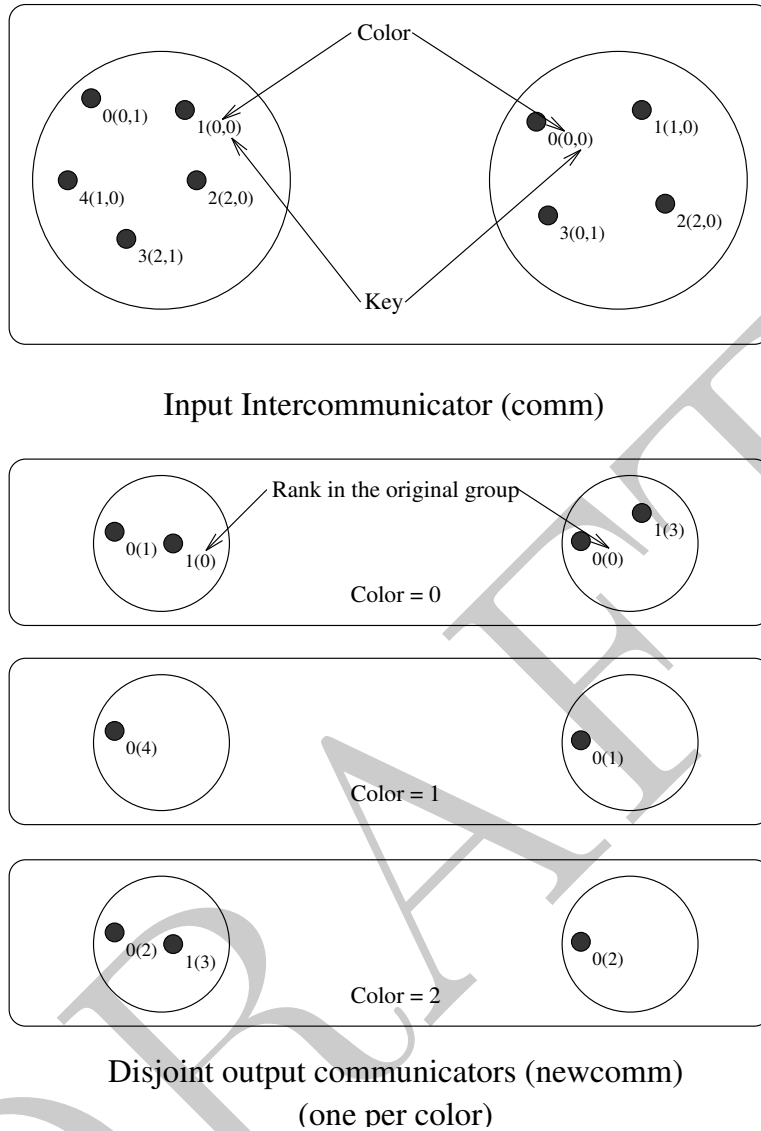 Color
0(0,1)
1(0,0)
0(0,0)
1(1,0)
4(1,0)
2(2,0)
3(2,1)
3(0,1)
2(2,0)
Key
Input Intercommunicator (comm)
Rank in the original group
0(1)
1(0)
0(0)
1(3)
Color = 0
0(4)
0(1)
Color = 1
0(2)
1(3)
0(2)
Color = 2
Disjoint output communicators (newcomm)
(one per color)
DRAFT